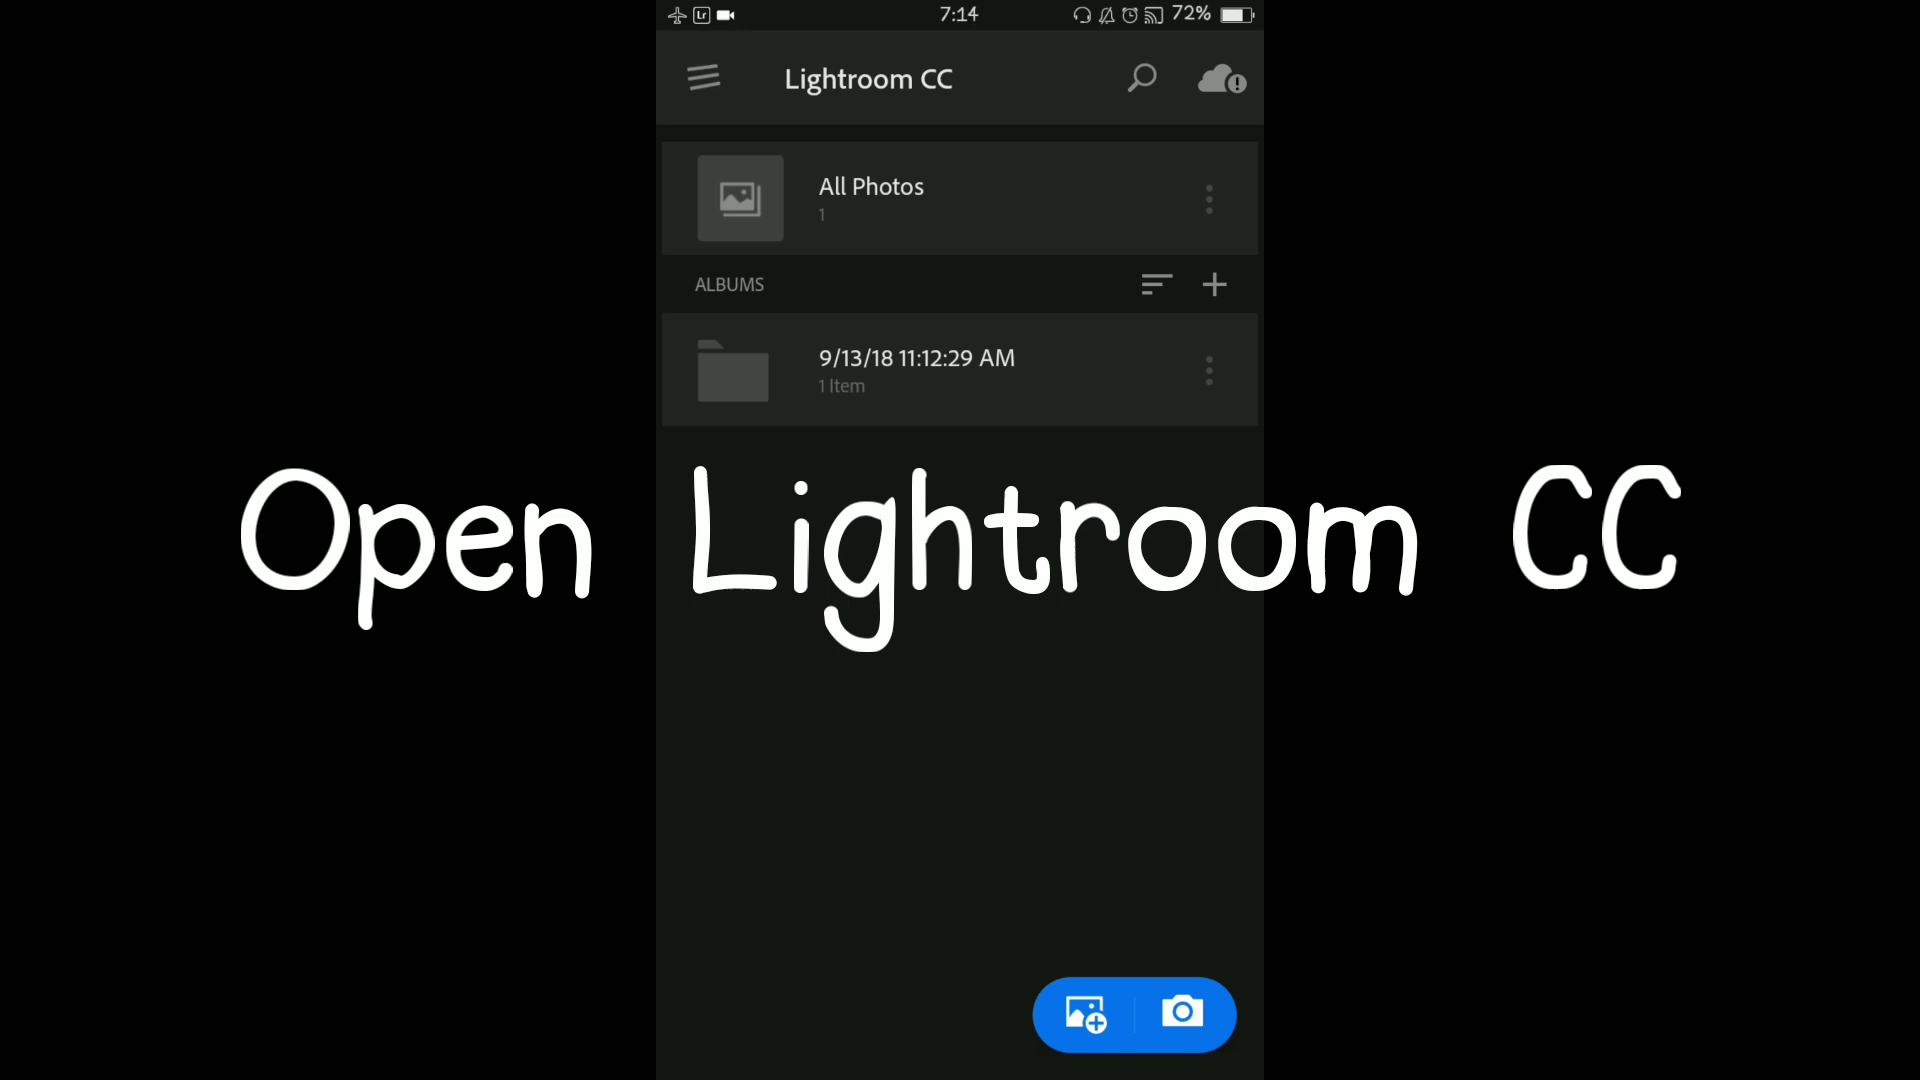 Lr 7:14 72%
Lightroom CC
All Photos
1
ALBUMS
9/13/18 11:12:29 AM
1 Item
Open Lightroom CC